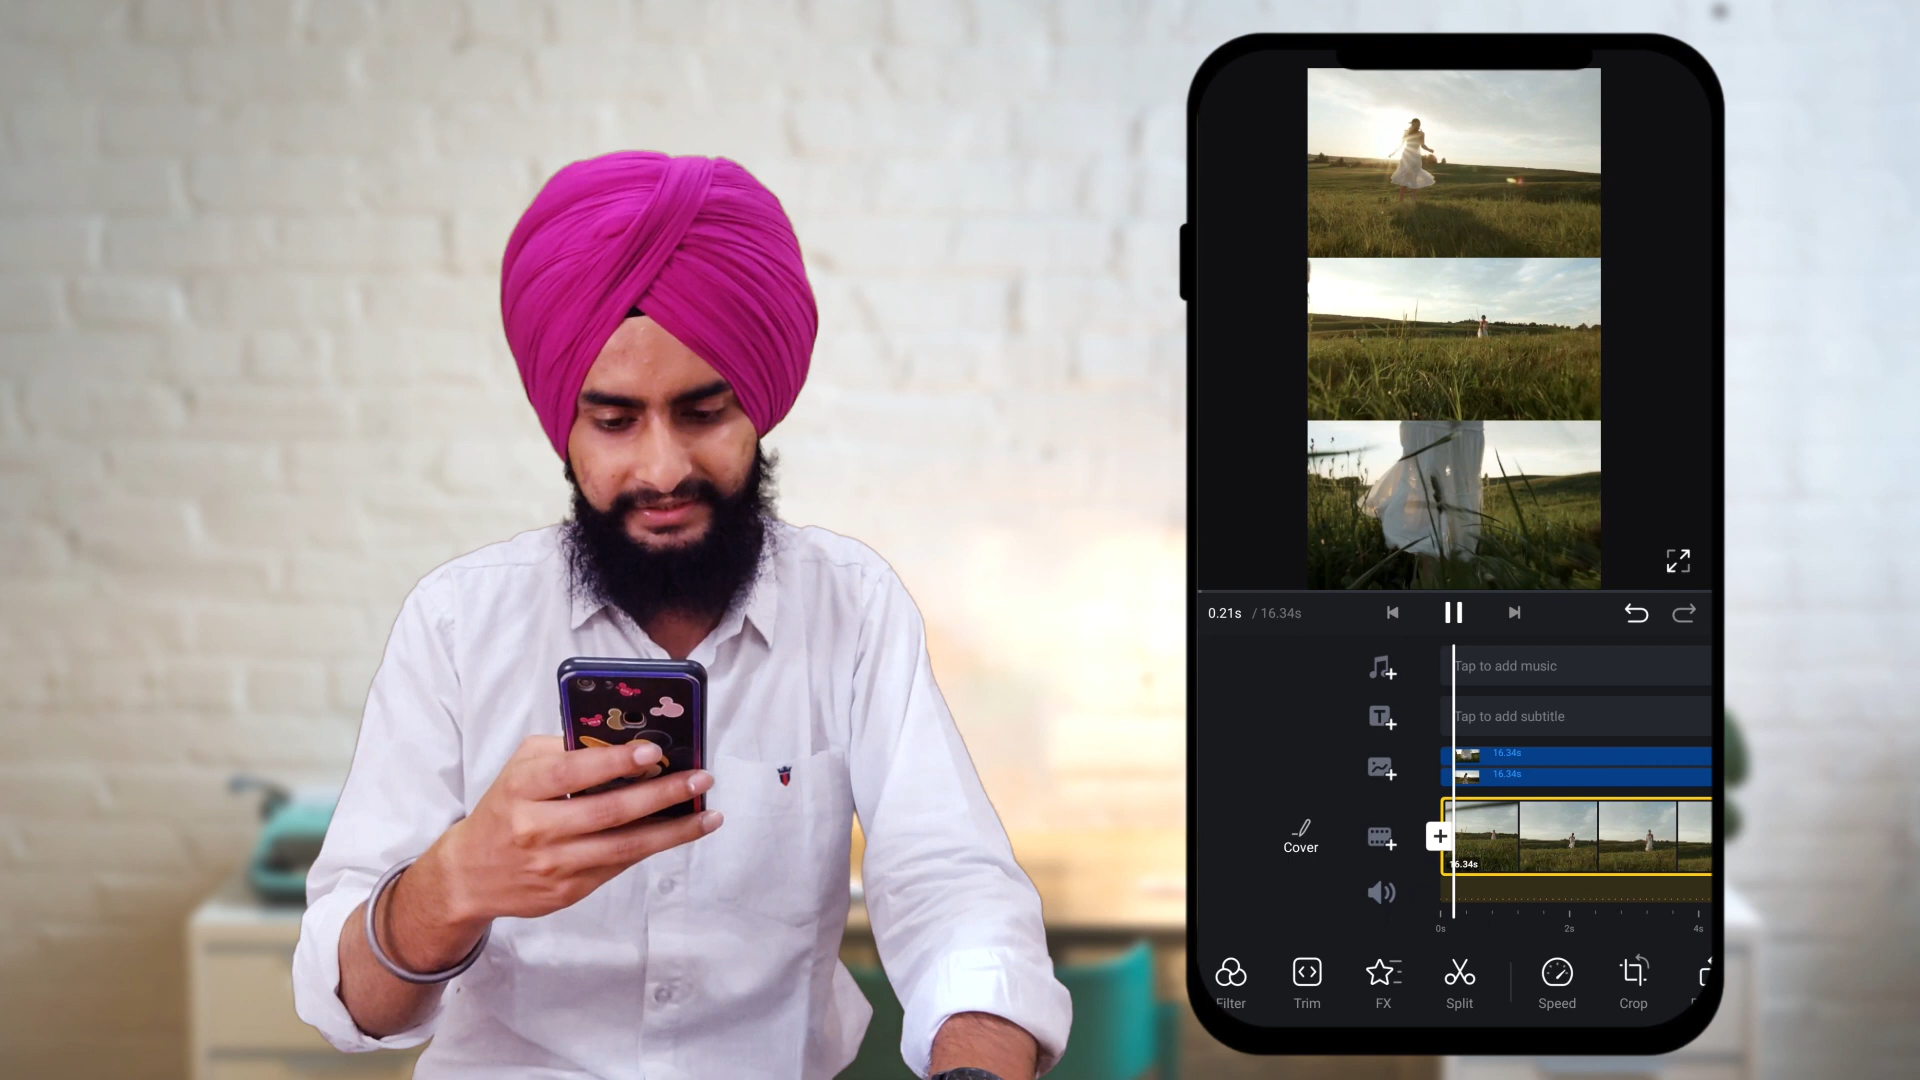 0.21s / 16.34s
Tap to add music
Tap to add subtitle
16.34s
16.34s
Cover
16.34s
0s 2s 4s
Filter Trim FX Split Speed Crop